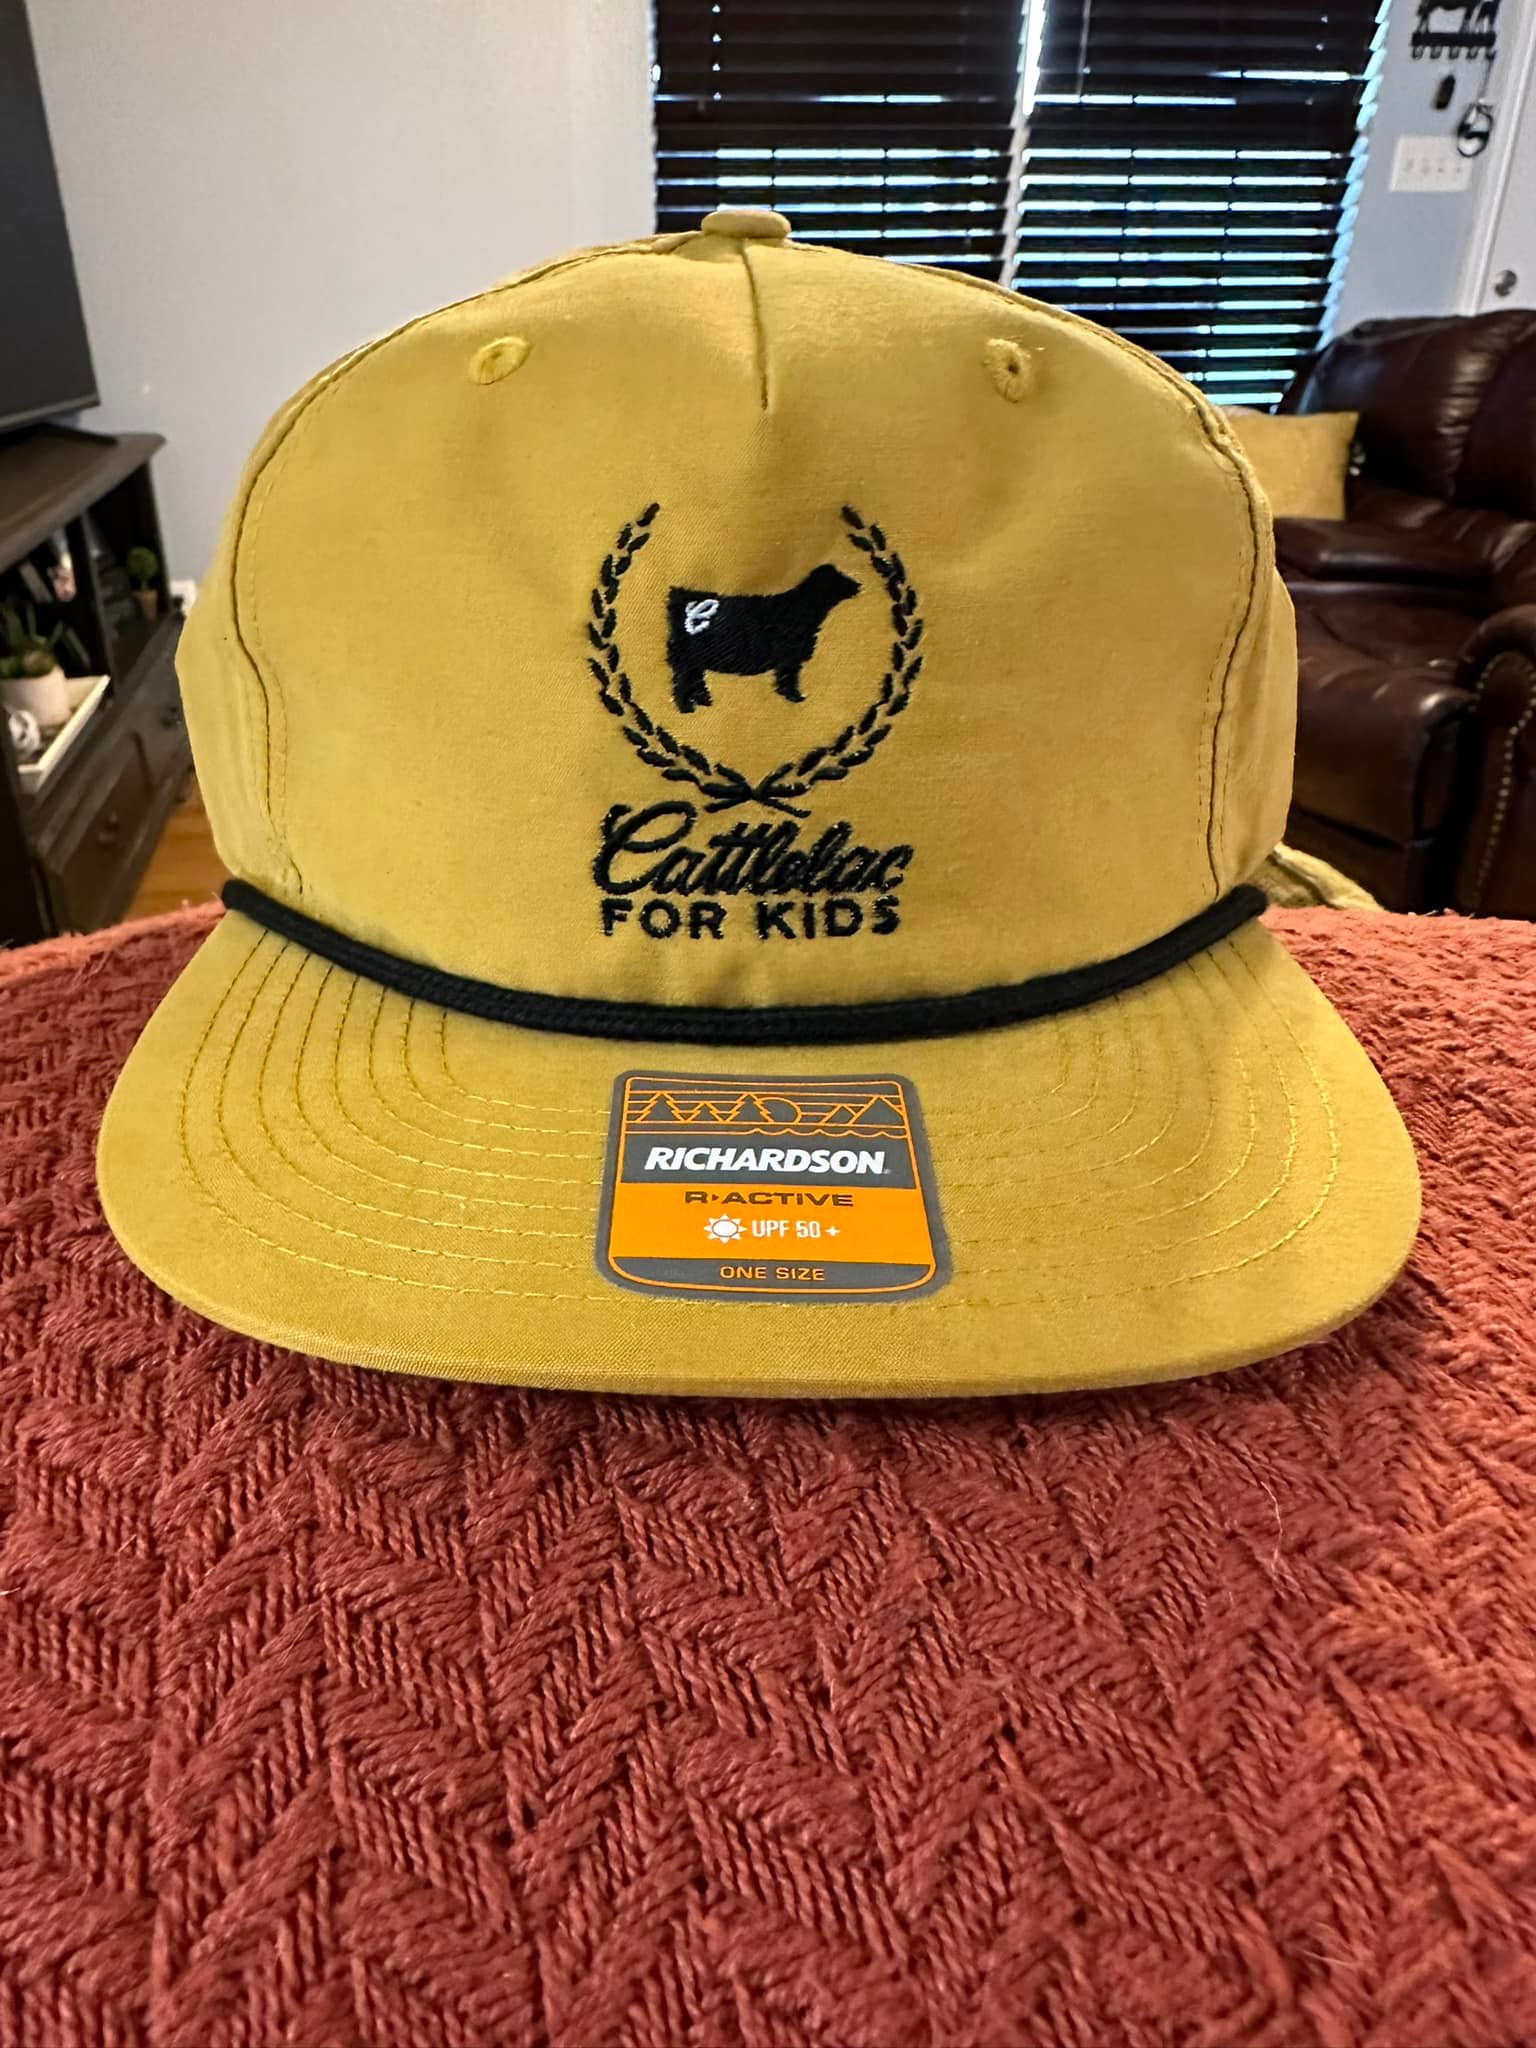 C
Cattlelac
FOR KIDS
RICHARDSON
R·ACTIVE
UPF 50+
ONE SIZE